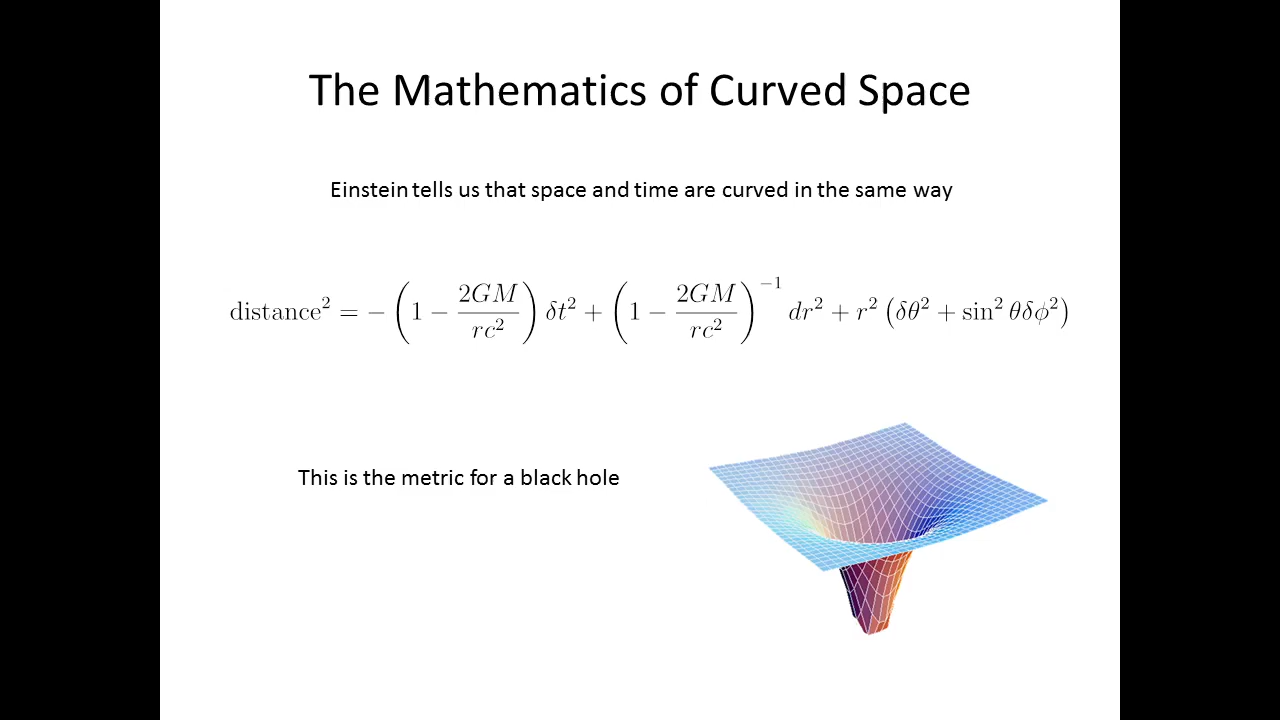 The Mathematics of Curved Space
Einstein tells us that space and time are curved in the same way
distance² = − (1 − 2GM/rc²) δt² + (1 − 2GM/rc²)⁻¹ dr² + r² (δθ² + sin² θδϕ²)
This is the metric for a black hole